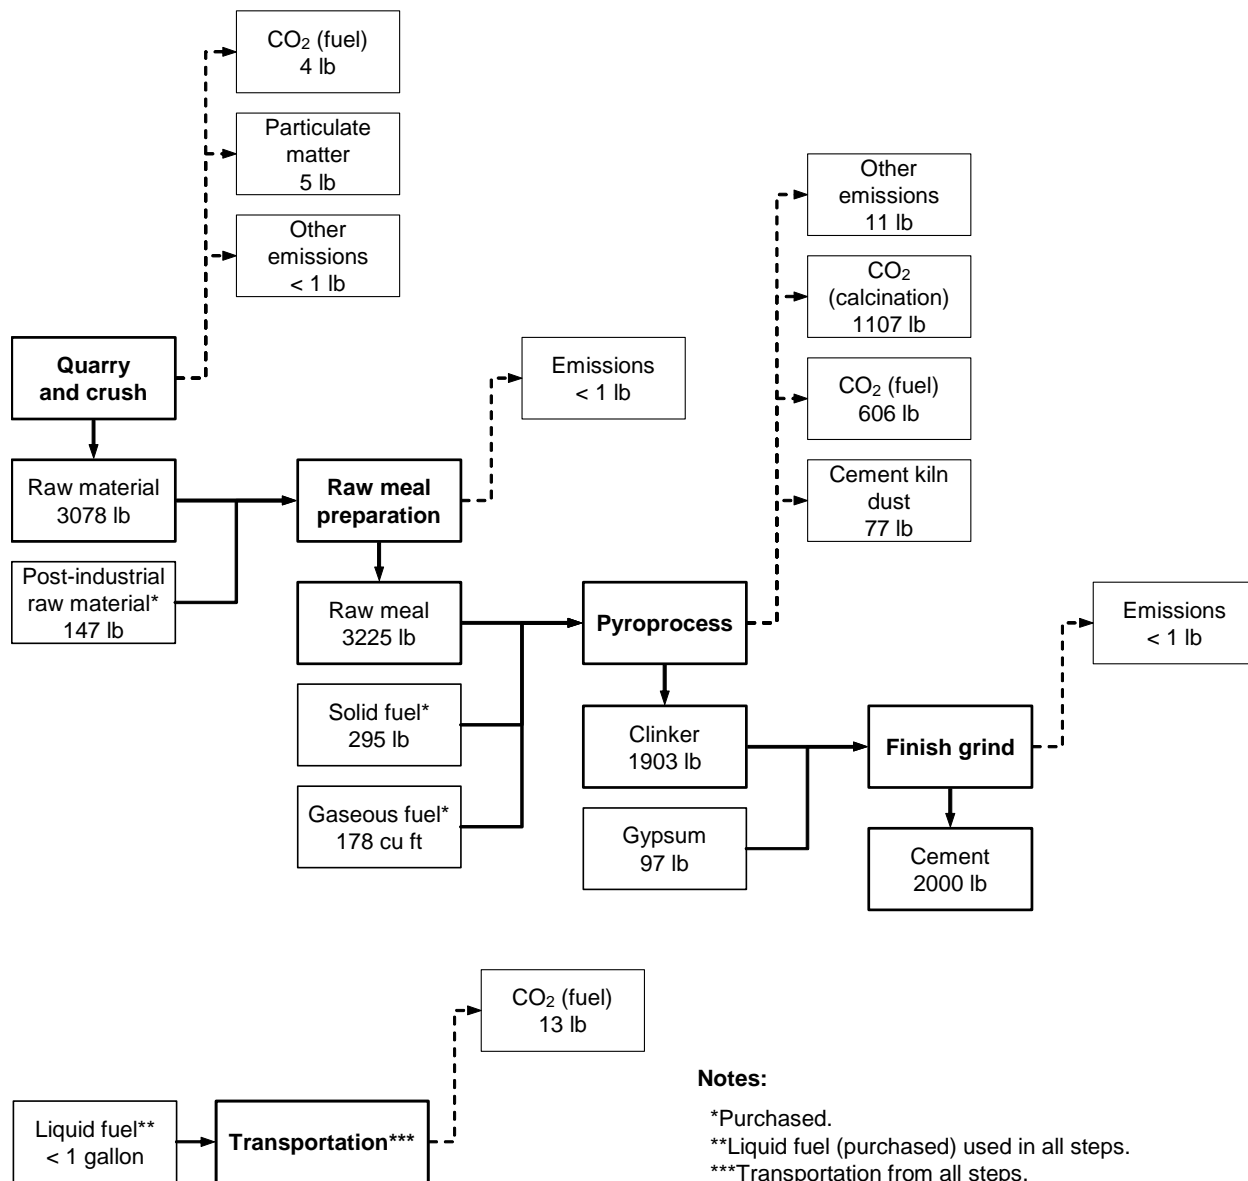 CO₂ (fuel)
4 lb
Particulate
matter
5 lb
Other
emissions
< 1 lb
Other
emissions
11 lb
CO₂
(calcination)
1107 lb
CO₂ (fuel)
606 lb
Cement kiln
dust
77 lb
Quarry
and crush
Emissions
< 1 lb
Raw material
3078 lb
Raw meal
preparation
Post-industrial
raw material*
147 lb
Raw meal
3225 lb
Pyroprocess
Emissions
< 1 lb
Solid fuel*
295 lb
Clinker
1903 lb
Finish grind
Gaseous fuel*
178 cu ft
Gypsum
97 lb
Cement
2000 lb
CO₂ (fuel)
13 lb
Liquid fuel**
< 1 gallon
Transportation***
Notes:
*Purchased.
**Liquid fuel (purchased) used in all steps.
***Transportation from all steps.